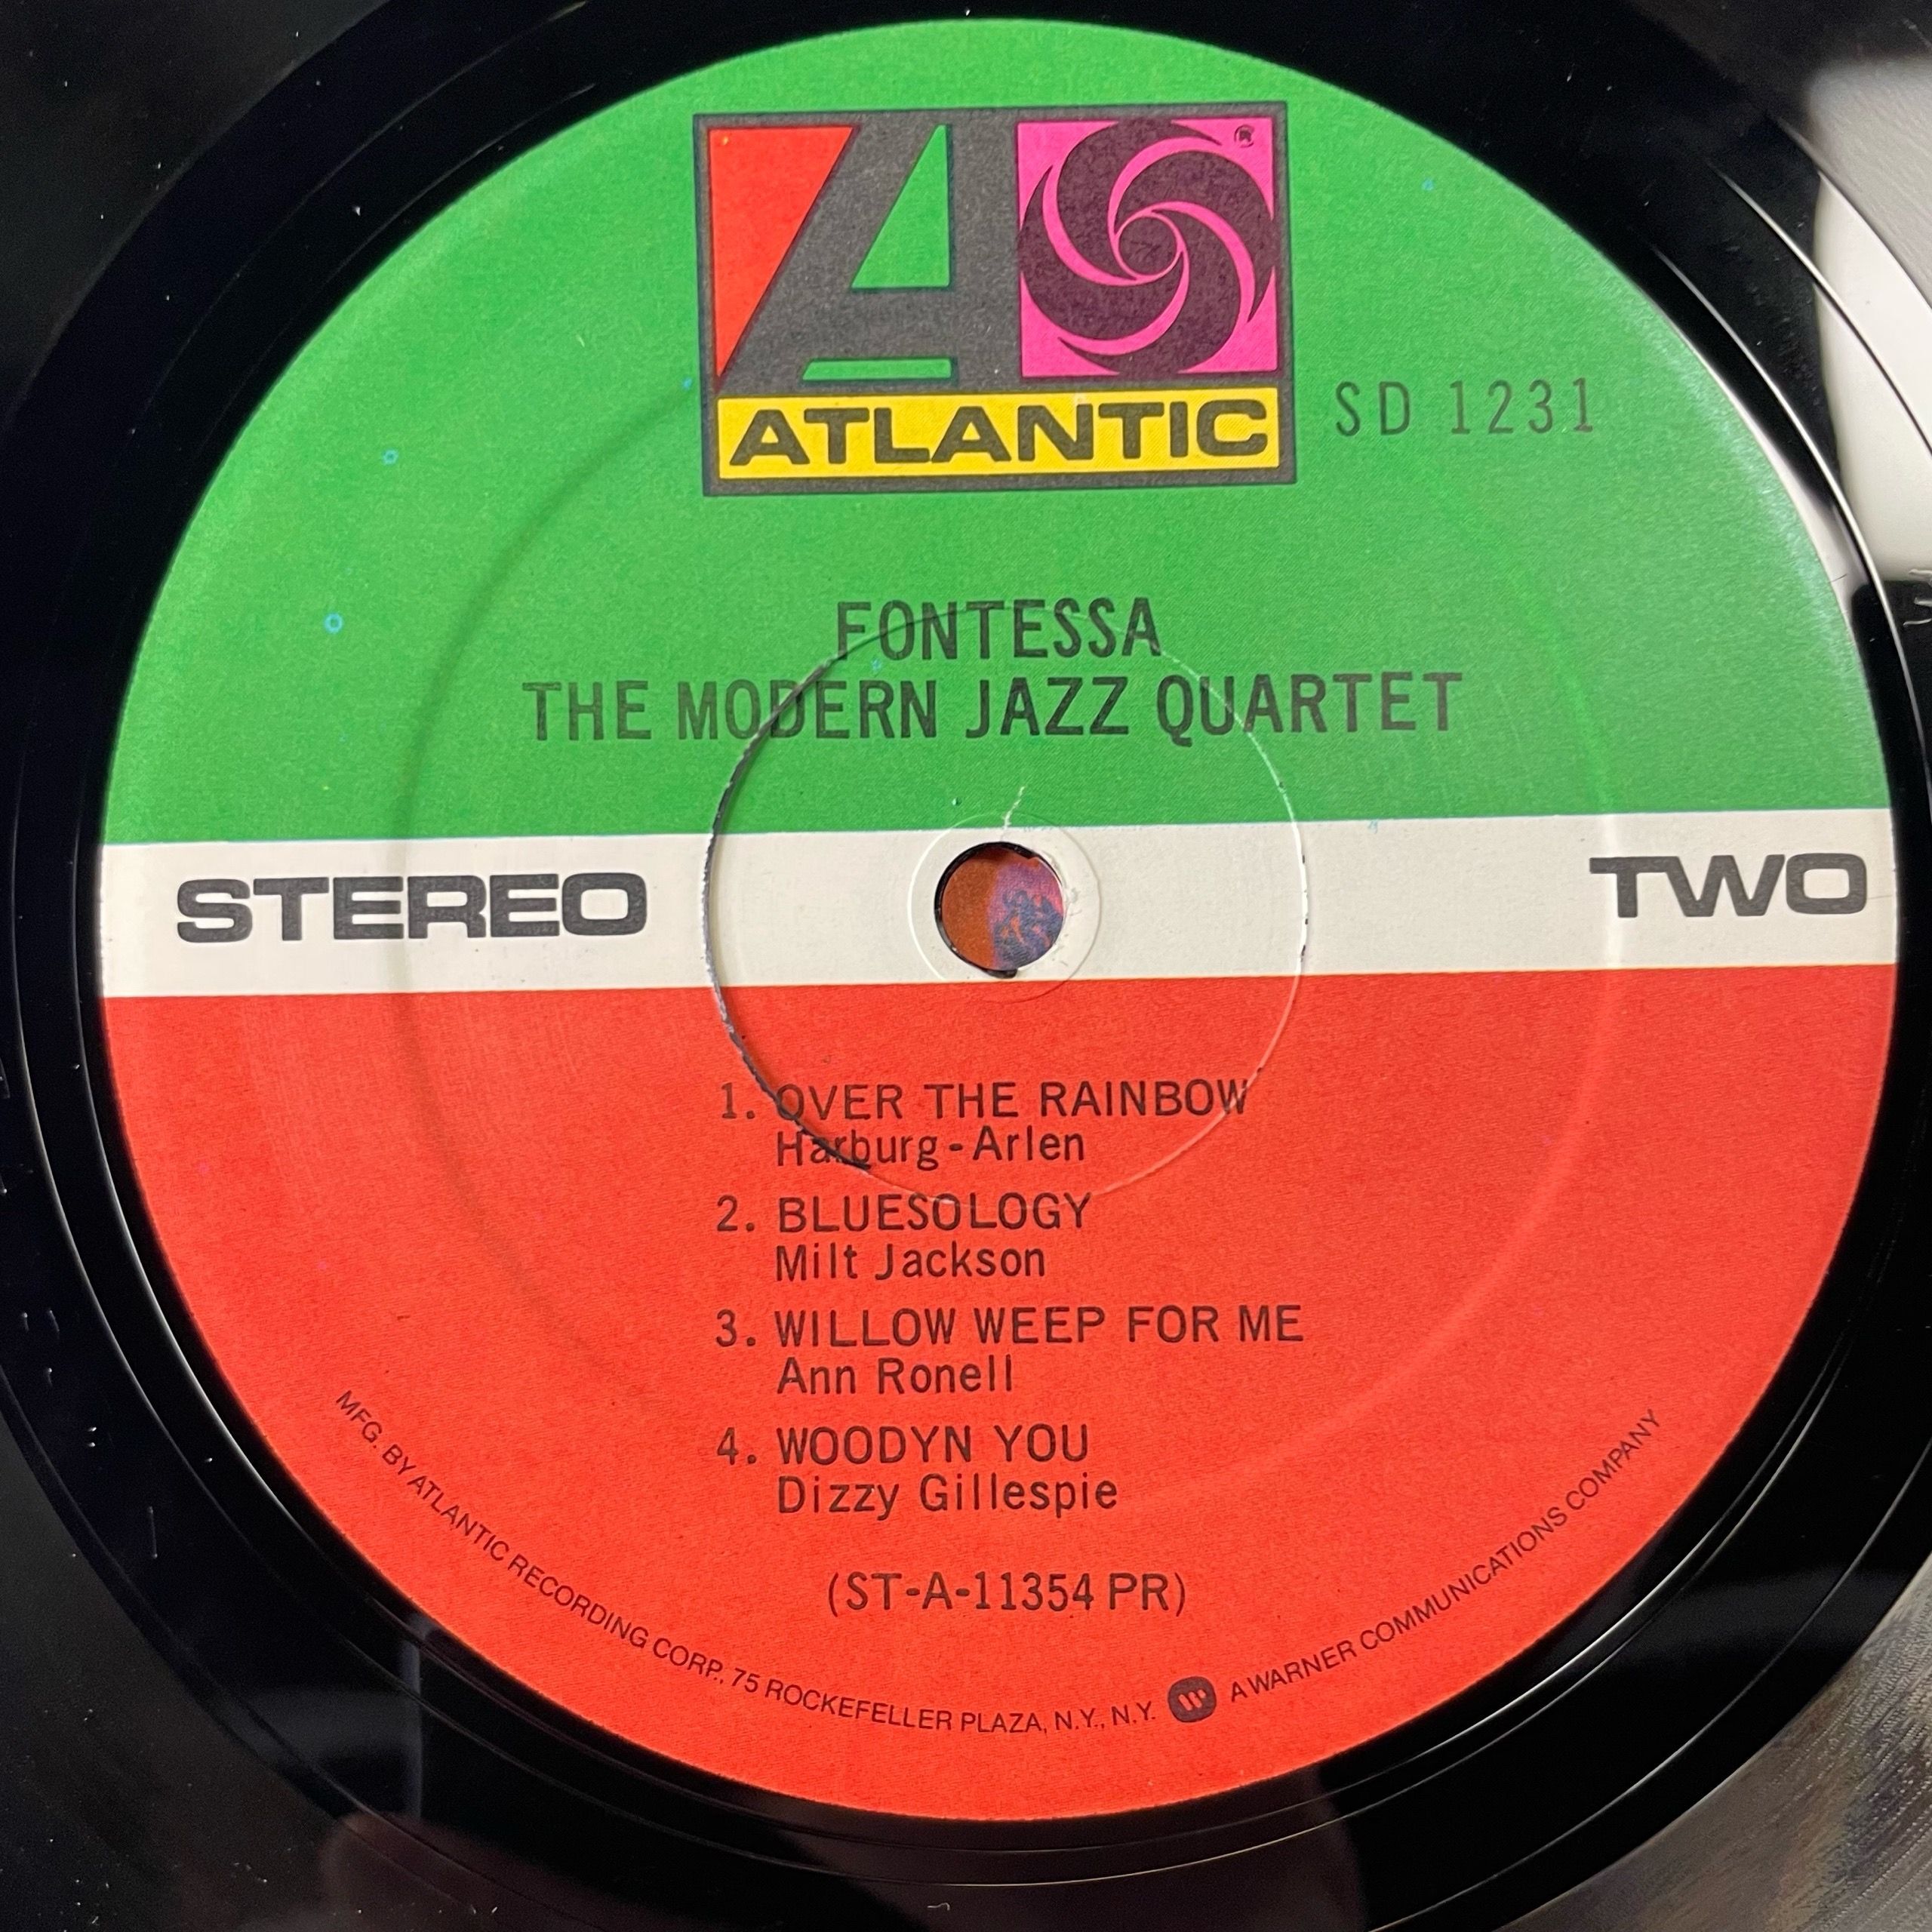 ATLANTIC
SD 1231
FONTESSA
THE MODERN JAZZ QUARTET
STEREO
TWO
1. OVER THE RAINBOW
Harburg-Arlen
2. BLUESOLOGY
Milt Jackson
3. WILLOW WEEP FOR ME
Ann Ronell
4. WOODYN YOU
Dizzy Gillespie
(ST-A-11354 PR)
MFG. BY ATLANTIC RECORDING CORP., 75 ROCKEFELLER PLAZA, N.Y., N.Y. A WARNER COMMUNICATIONS COMPANY